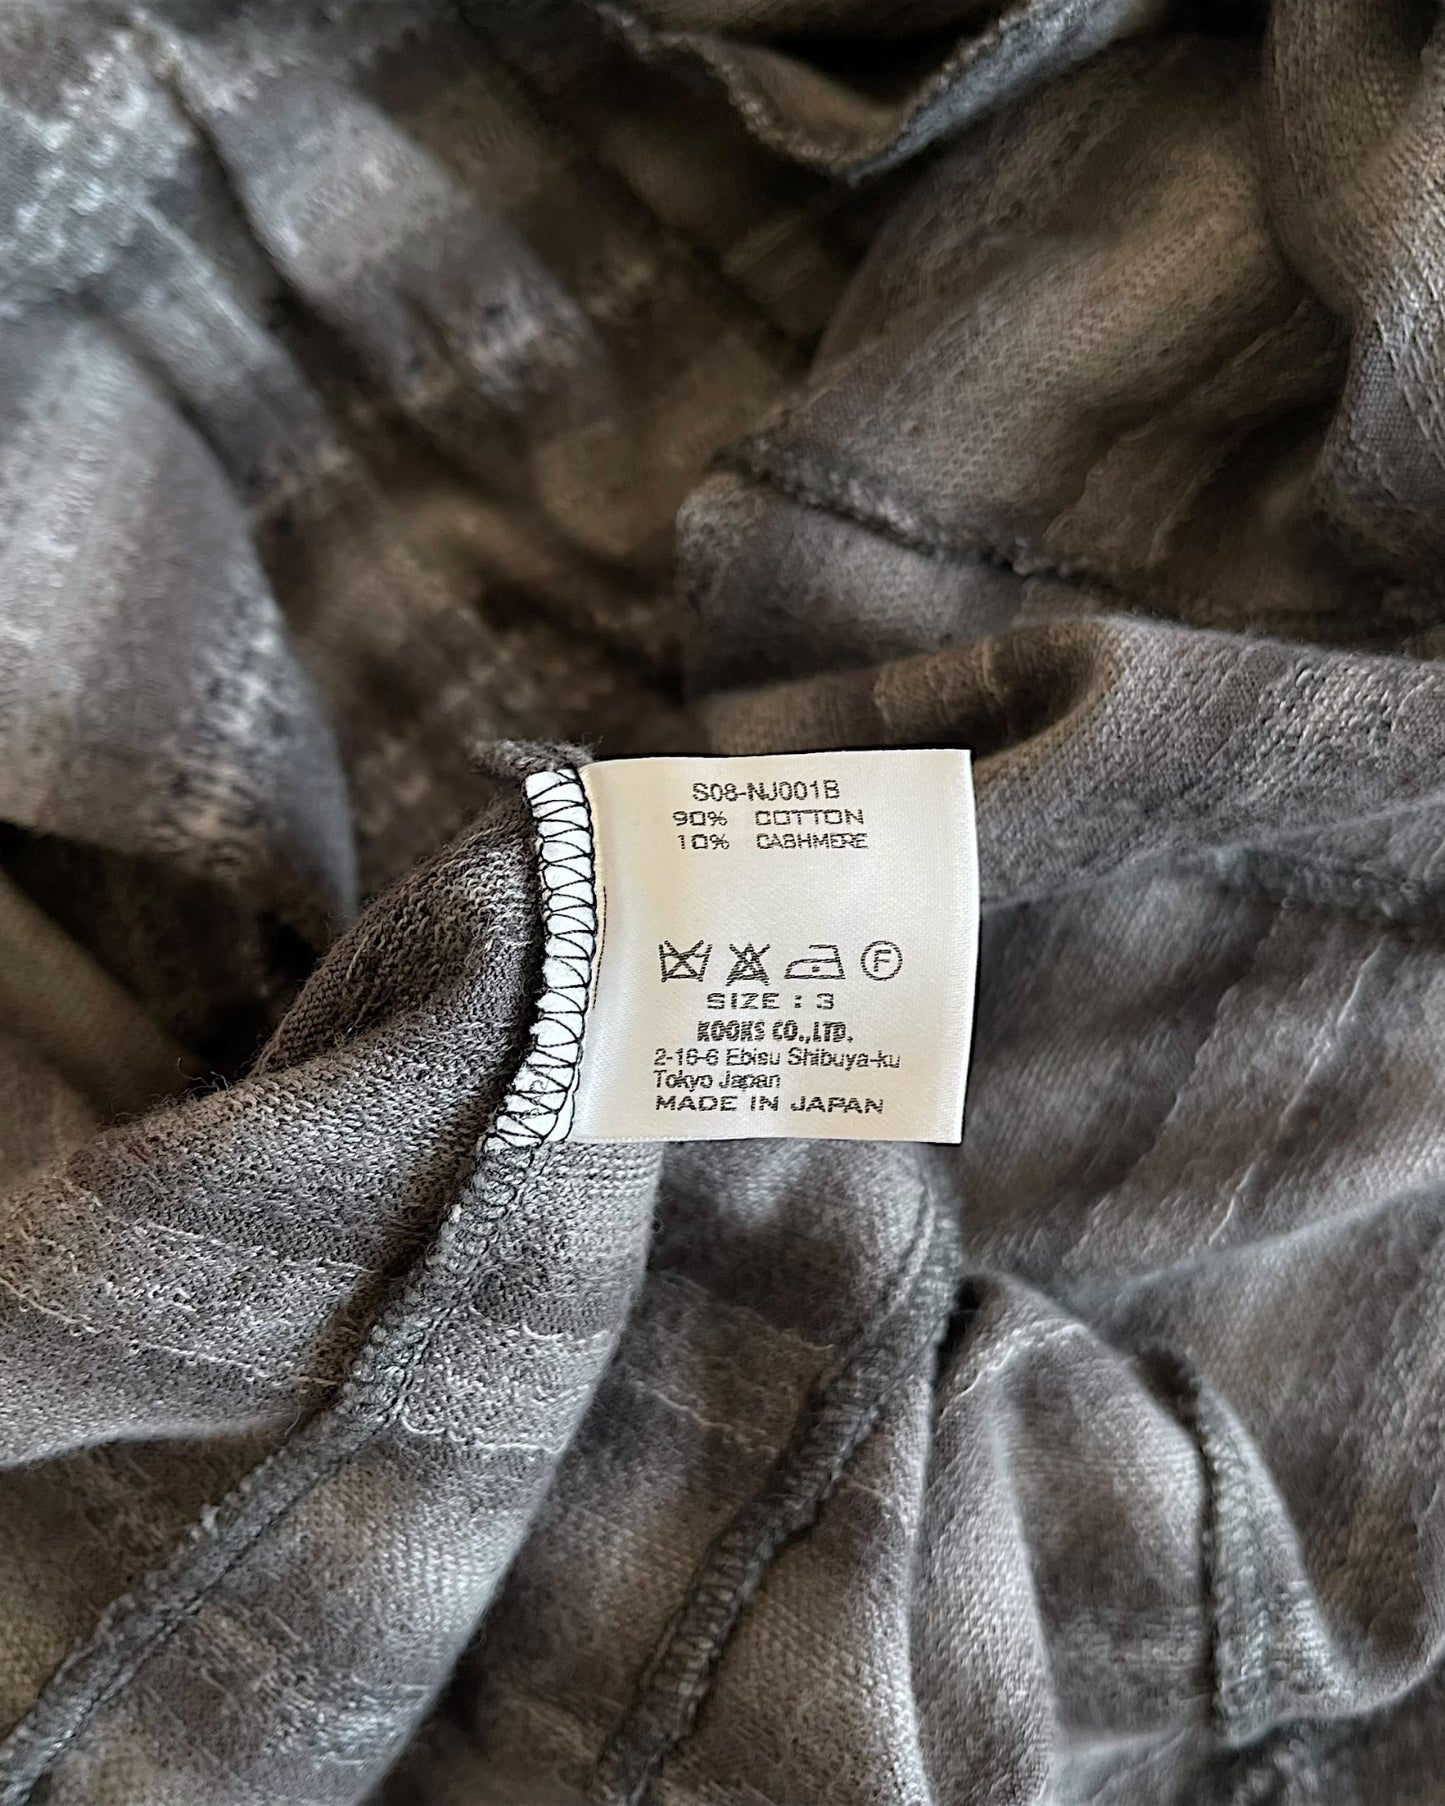 S08-NJ001B
90% COTTON
10% CASHMERE
F
SIZE : 3
KOOKS CO.,LTD.
2-16-6 Ebisu Shibuya-ku
Tokyo Japan
MADE IN JAPAN